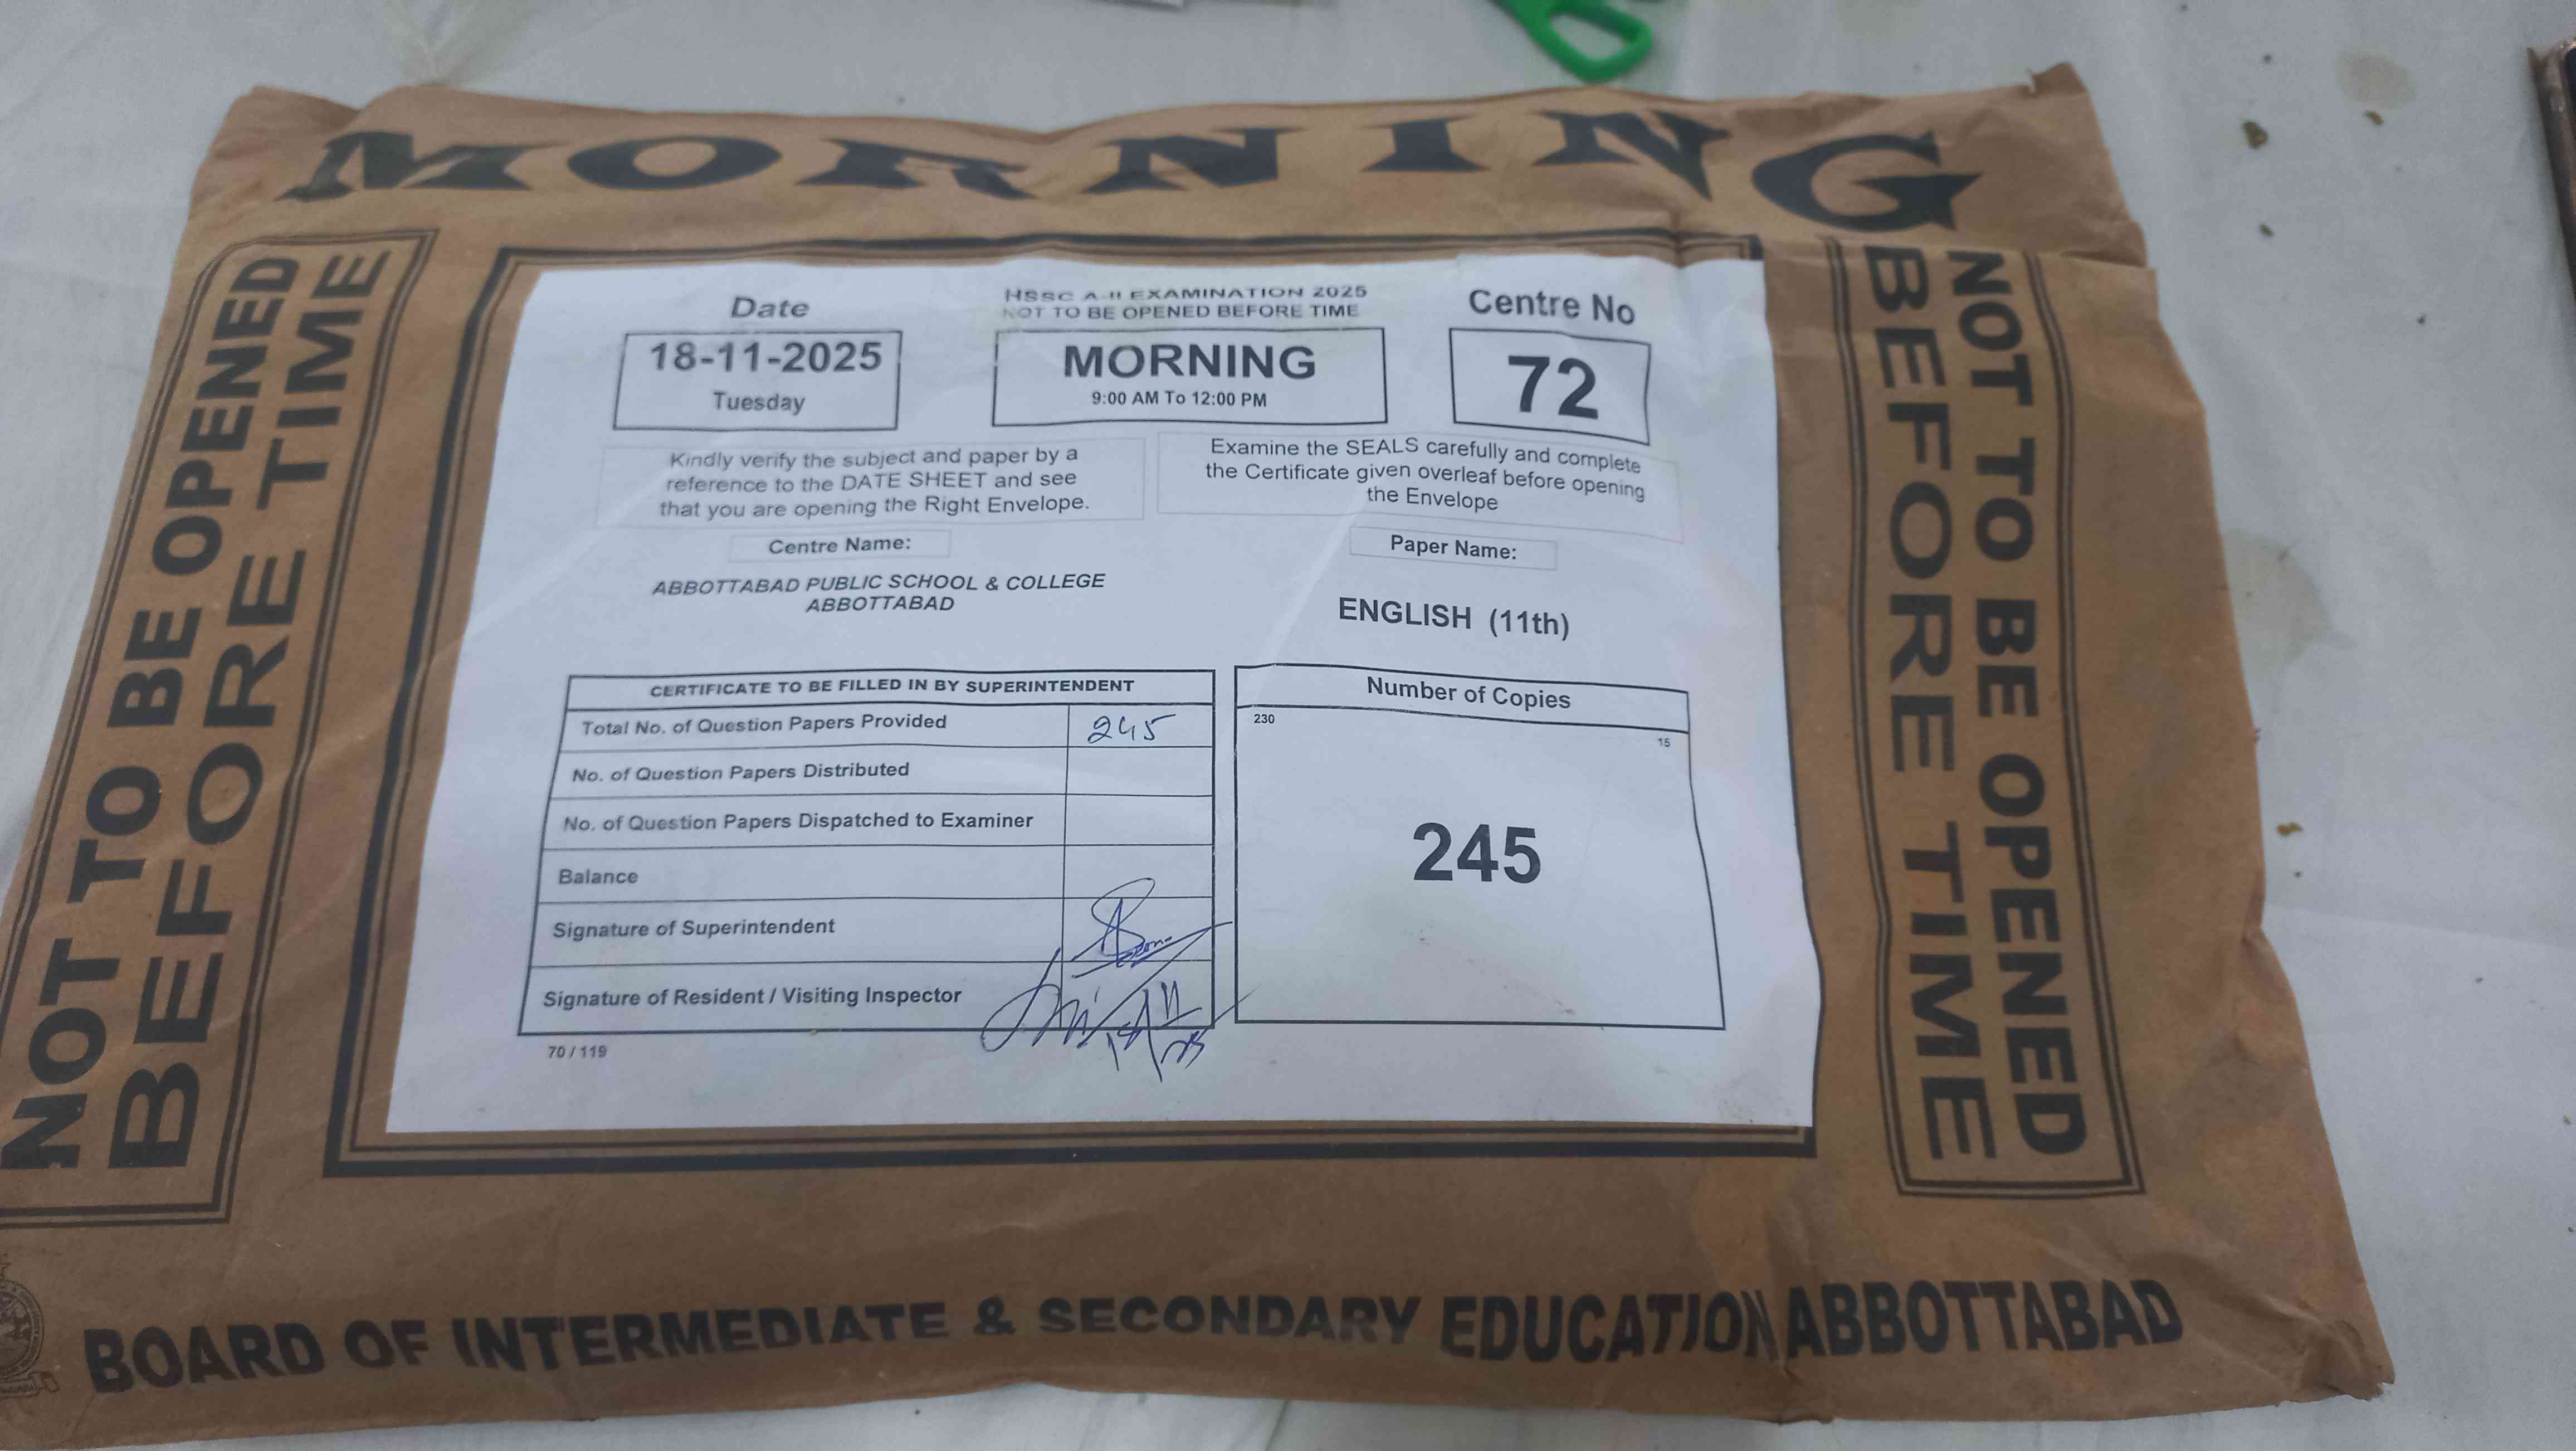 MORNING
NOT TO BE OPENED
BEFORE TIME
Date
18-11-2025
Tuesday
HSSC A-II EXAMINATION 2025
NOT TO BE OPENED BEFORE TIME
MORNING
9:00 AM To 12:00 PM
Centre No
72
Kindly verify the subject and paper by a
reference to the DATE SHEET and see
that you are opening the Right Envelope.
Examine the SEALS carefully and complete
the Certificate given overleaf before opening
the Envelope
Centre Name:
ABBOTTABAD PUBLIC SCHOOL & COLLEGE
ABBOTTABAD
Paper Name:
ENGLISH (11th)
CERTIFICATE TO BE FILLED IN BY SUPERINTENDENT
Total No. of Question Papers Provided 245
No. of Question Papers Distributed
No. of Question Papers Dispatched to Examiner
Balance
Signature of Superintendent
Signature of Resident / Visiting Inspector
70 / 119
Number of Copies
230
15
245
NOT TO BE OPENED
BEFORE TIME
BOARD OF INTERMEDIATE & SECONDARY EDUCATION ABBOTTABAD